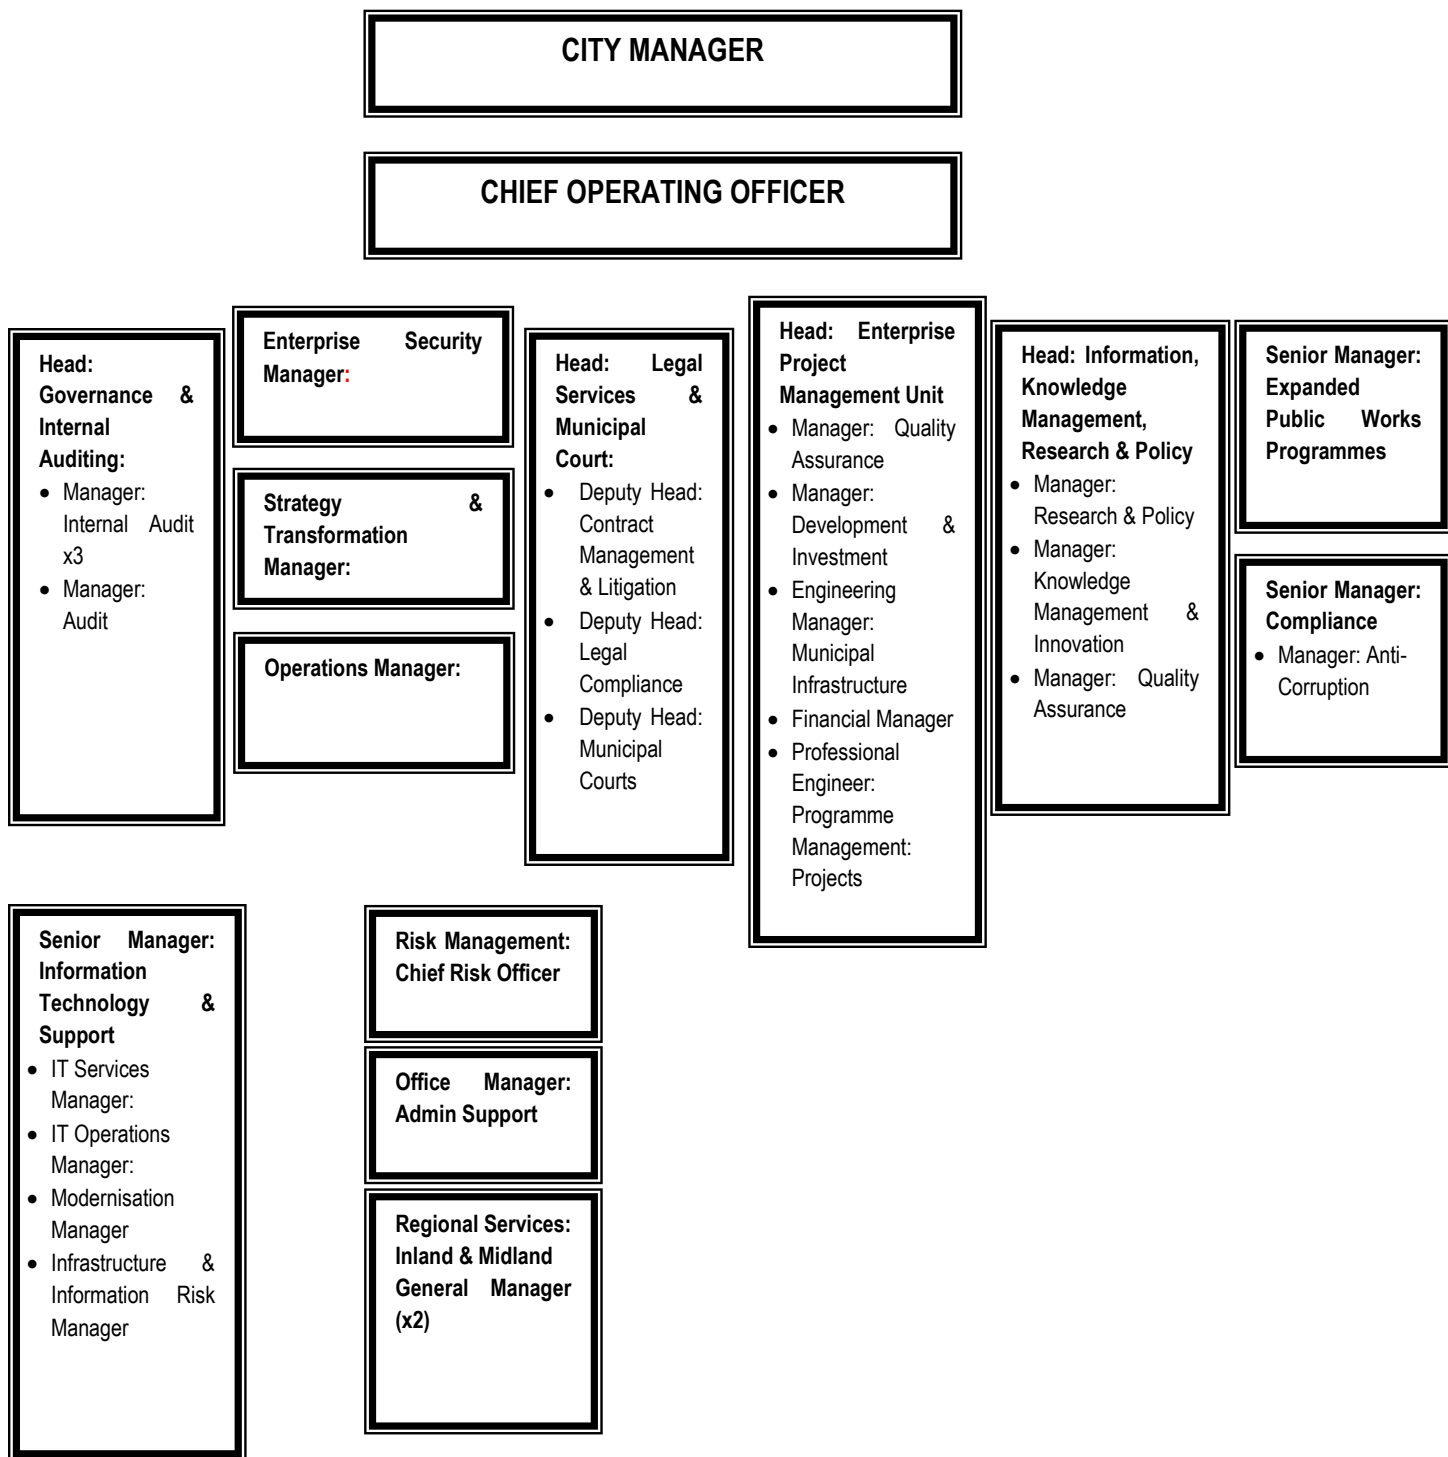 CITY MANAGER
CHIEF OPERATING OFFICER
Head:
Governance &
Internal
Auditing:
• Manager:
Internal Audit
x3
• Manager:
Audit
Enterprise Security
Manager:
Strategy &
Transformation
Manager:
Operations Manager:
Head: Legal
Services &
Municipal
Court:
• Deputy Head:
Contract
Management
& Litigation
• Deputy Head:
Legal
Compliance
• Deputy Head:
Municipal
Courts
Head: Enterprise
Project
Management Unit
• Manager: Quality
Assurance
• Manager:
Development &
Investment
• Engineering
Manager:
Municipal
Infrastructure
• Financial Manager
• Professional
Engineer:
Programme
Management:
Projects
Head: Information,
Knowledge
Management,
Research & Policy
• Manager:
Research & Policy
• Manager:
Knowledge
Management &
Innovation
• Manager: Quality
Assurance
Senior Manager:
Expanded
Public Works
Programmes
Senior Manager:
Compliance
• Manager: Anti-
Corruption
Senior Manager:
Information
Technology &
Support
• IT Services
Manager:
• IT Operations
Manager:
• Modernisation
Manager
• Infrastructure &
Information Risk
Manager
Risk Management:
Chief Risk Officer
Office Manager:
Admin Support
Regional Services:
Inland & Midland
General Manager
(x2)